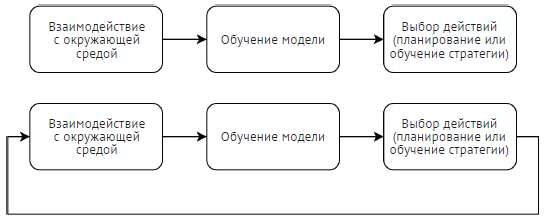 Взаимодействие
с окружающей
средой
Обучение модели
Выбор действий
(планирование или
обучение стратегии)
Взаимодействие
с окружающей
средой
Обучение модели
Выбор действий
(планирование или
обучение стратегии)